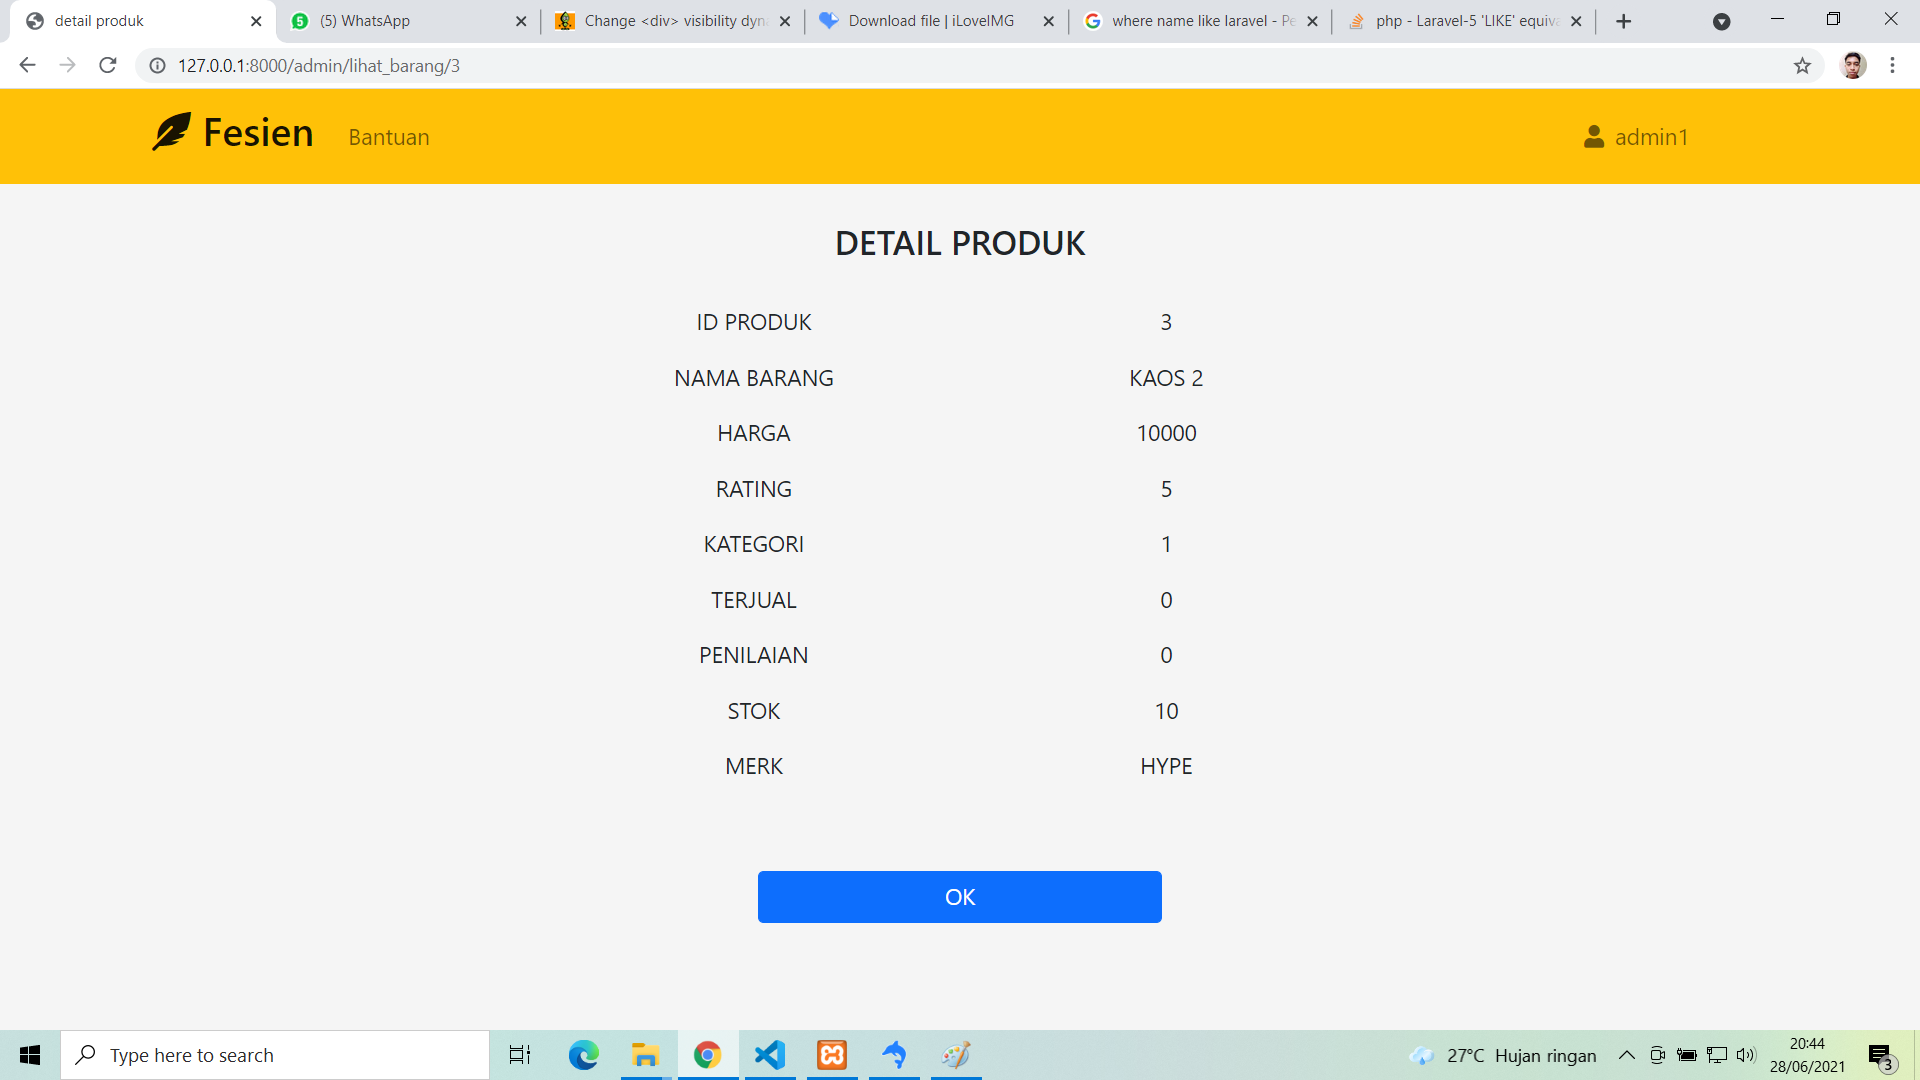 detail produk
(5) WhatsApp
Change <div> visibility dyn
Download file | iLoveIMG
where name like laravel - Pe
php - Laravel-5 'LIKE' equiva
127.0.0.1:8000/admin/lihat_barang/3
Fesien
Bantuan
admin1
DETAIL PRODUK
ID PRODUK 3
NAMA BARANG KAOS 2
HARGA 10000
RATING 5
KATEGORI 1
TERJUAL 0
PENILAIAN 0
STOK 10
MERK HYPE
OK
Type here to search
27°C Hujan ringan
20:44
28/06/2021
3